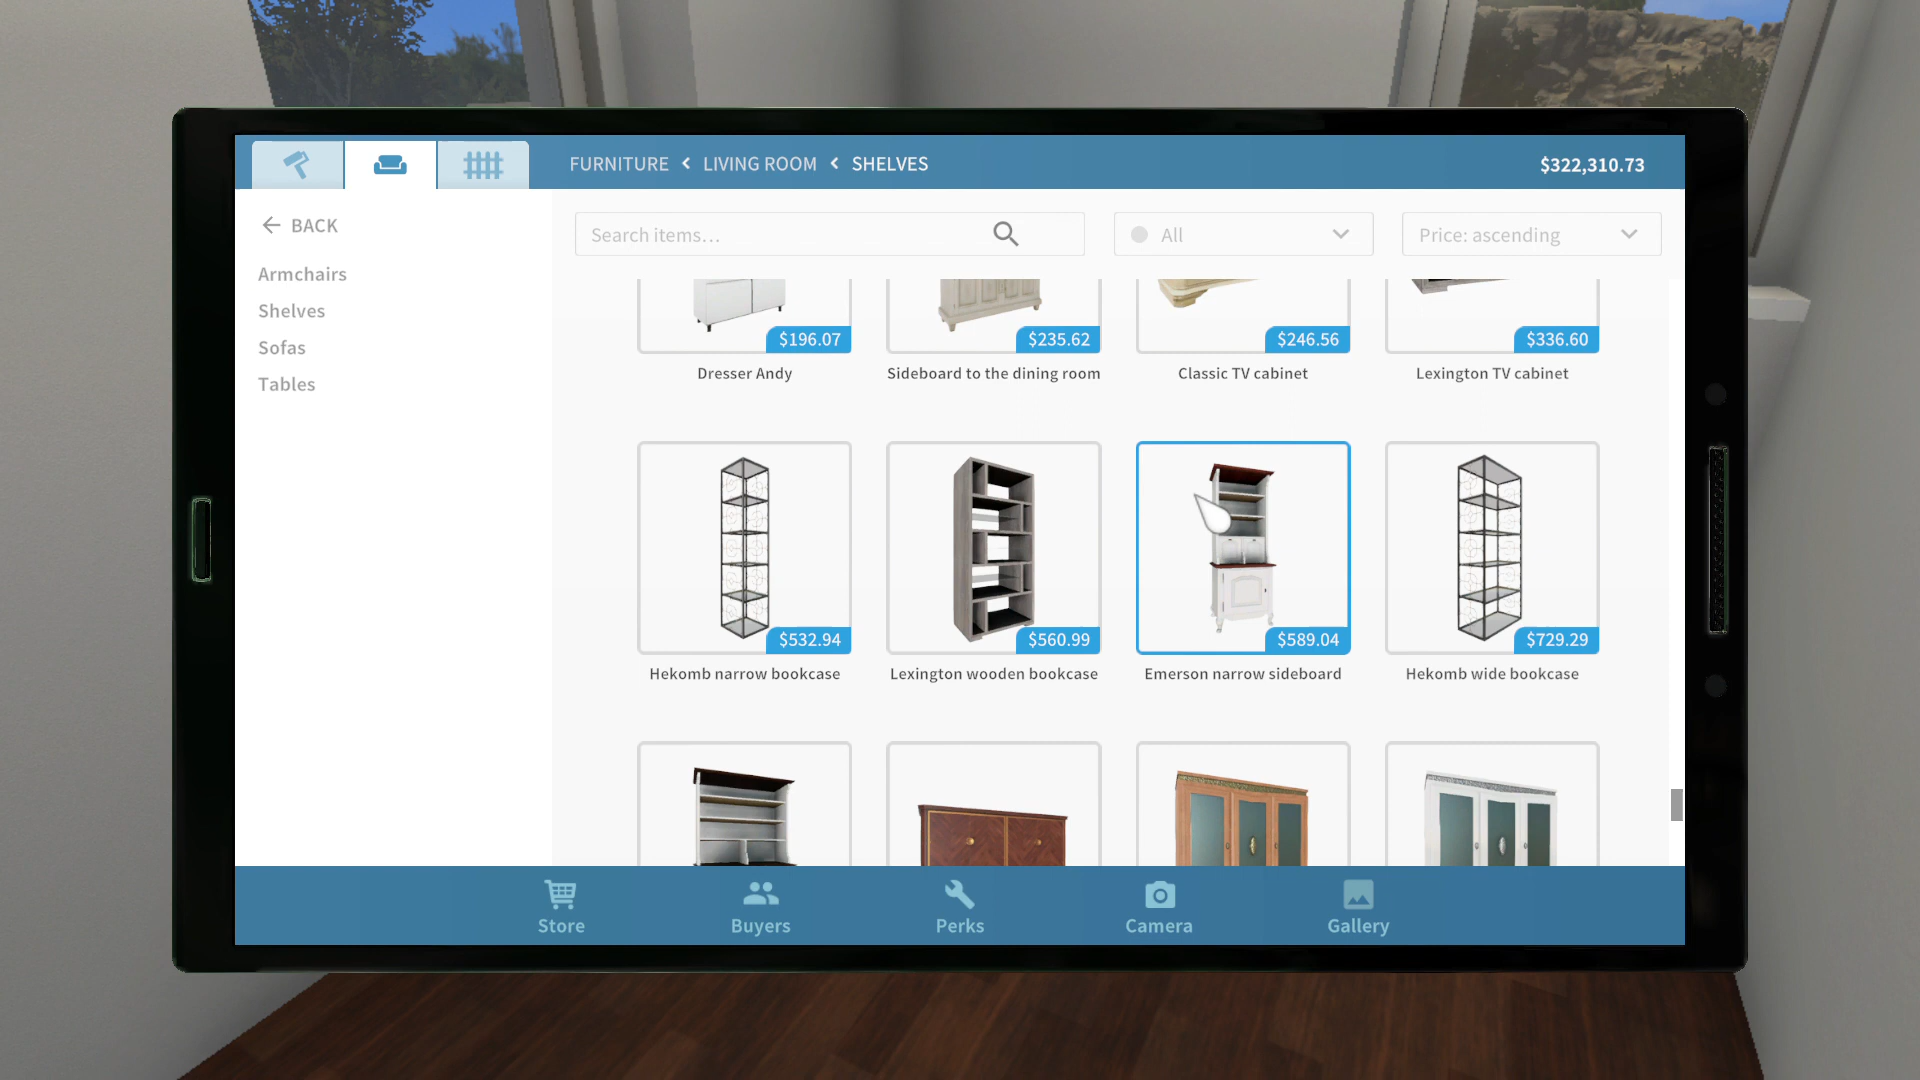 FURNITURE < LIVING ROOM < SHELVES
$322,310.73
BACK
Armchairs
Shelves
Sofas
Tables
Search items...
All
Price: ascending
$196.07
$235.62
$246.56
$336.60
Dresser Andy
Sideboard to the dining room
Classic TV cabinet
Lexington TV cabinet
$532.94
$560.99
$589.04
$729.29
Hekomb narrow bookcase
Lexington wooden bookcase
Emerson narrow sideboard
Hekomb wide bookcase
Store
Buyers
Perks
Camera
Gallery